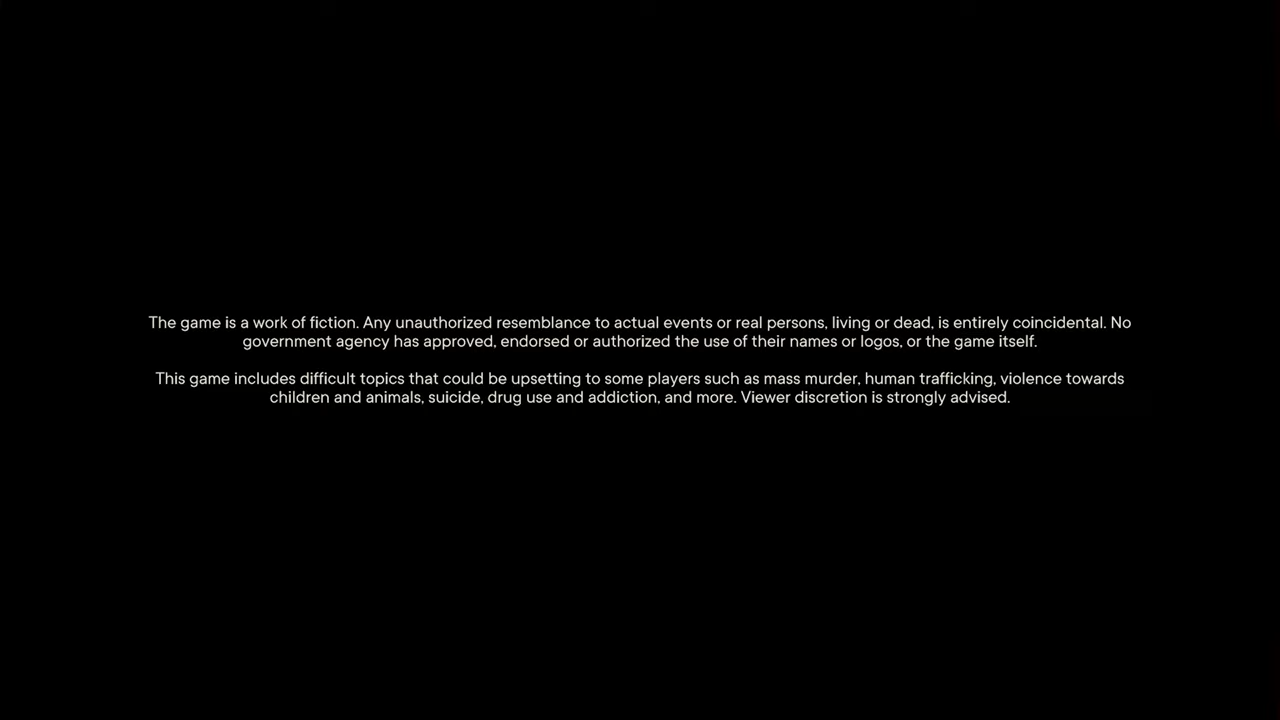 The game is a work of fiction. Any unauthorized resemblance to actual events or real persons, living or dead, is entirely coincidental. No
government agency has approved, endorsed or authorized the use of their names or logos, or the game itself.
This game includes difficult topics that could be upsetting to some players such as mass murder, human trafficking, violence towards
children and animals, suicide, drug use and addiction, and more. Viewer discretion is strongly advised.